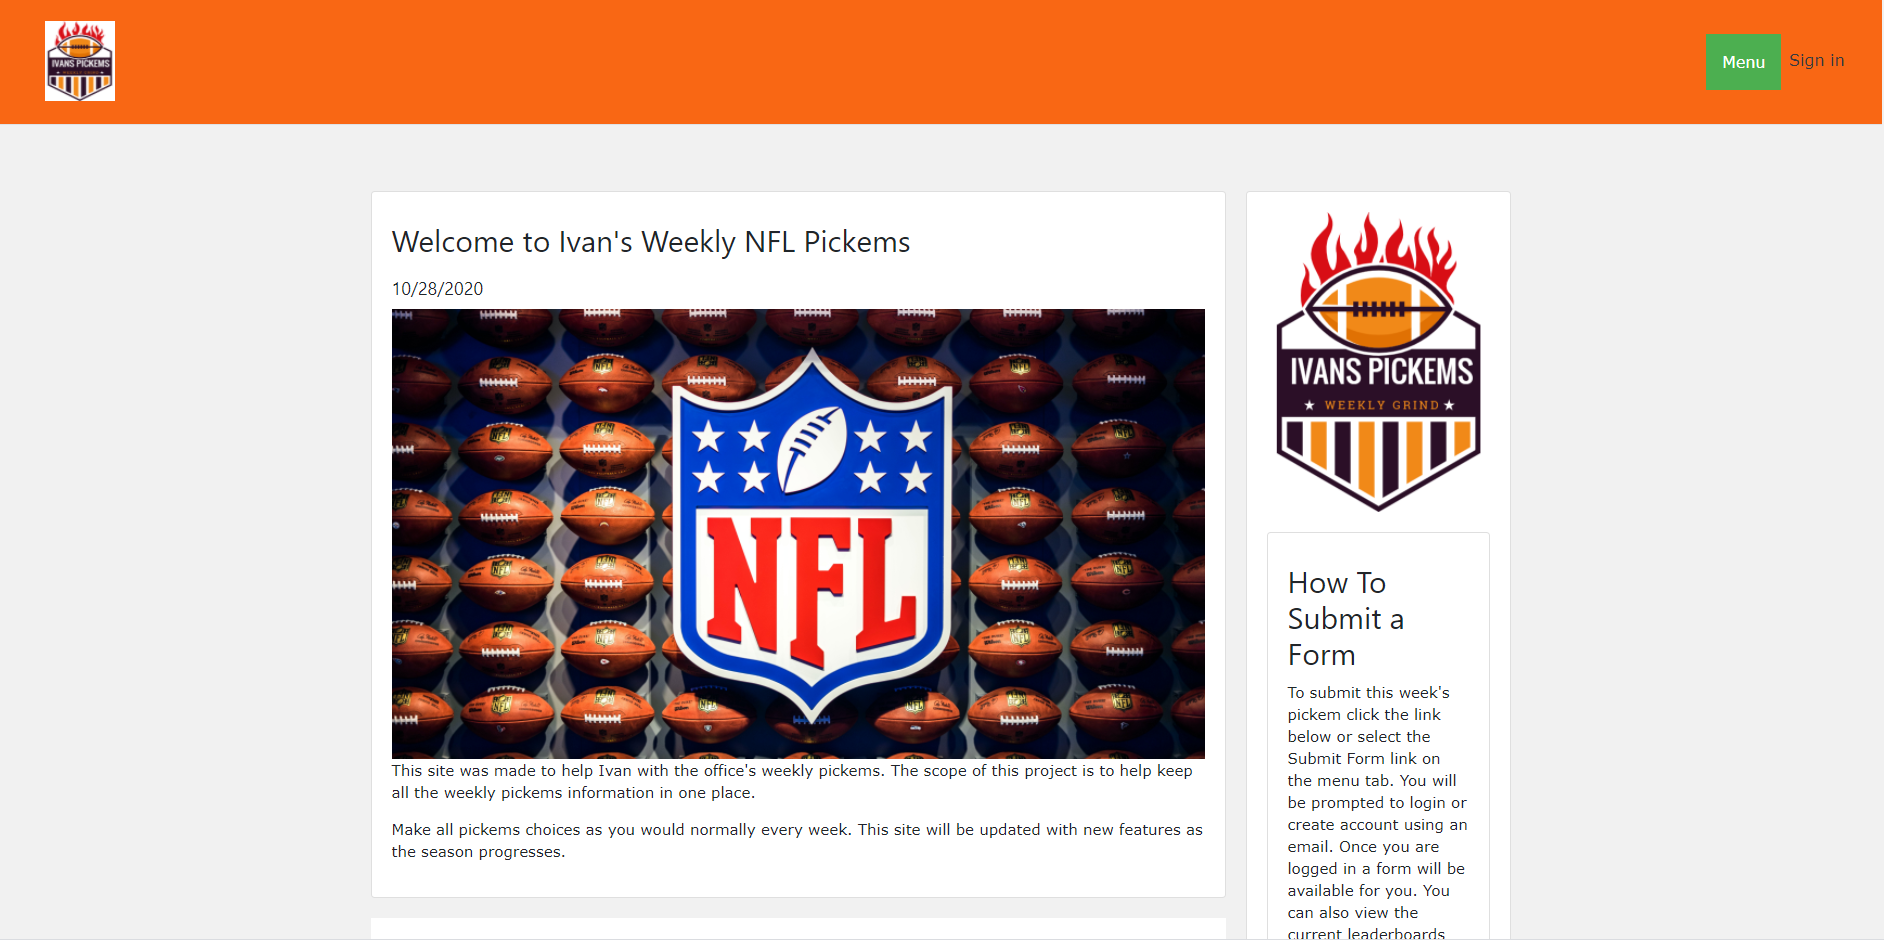 IVANS PICKEMS
Menu
Sign in
Welcome to Ivan's Weekly NFL Pickems
10/28/2020
NFL
This site was made to help Ivan with the office's weekly pickems. The scope of this project is to help keep
all the weekly pickems information in one place.
Make all pickems choices as you would normally every week. This site will be updated with new features as
the season progresses.
IVANS PICKEMS
WEEKLY GRIND
How To
Submit a
Form
To submit this week's
pickem click the link
below or select the
Submit Form link on
the menu tab. You will
be prompted to login or
create account using an
email. Once you are
logged in a form will be
available for you. You
can also view the
current leaderboards